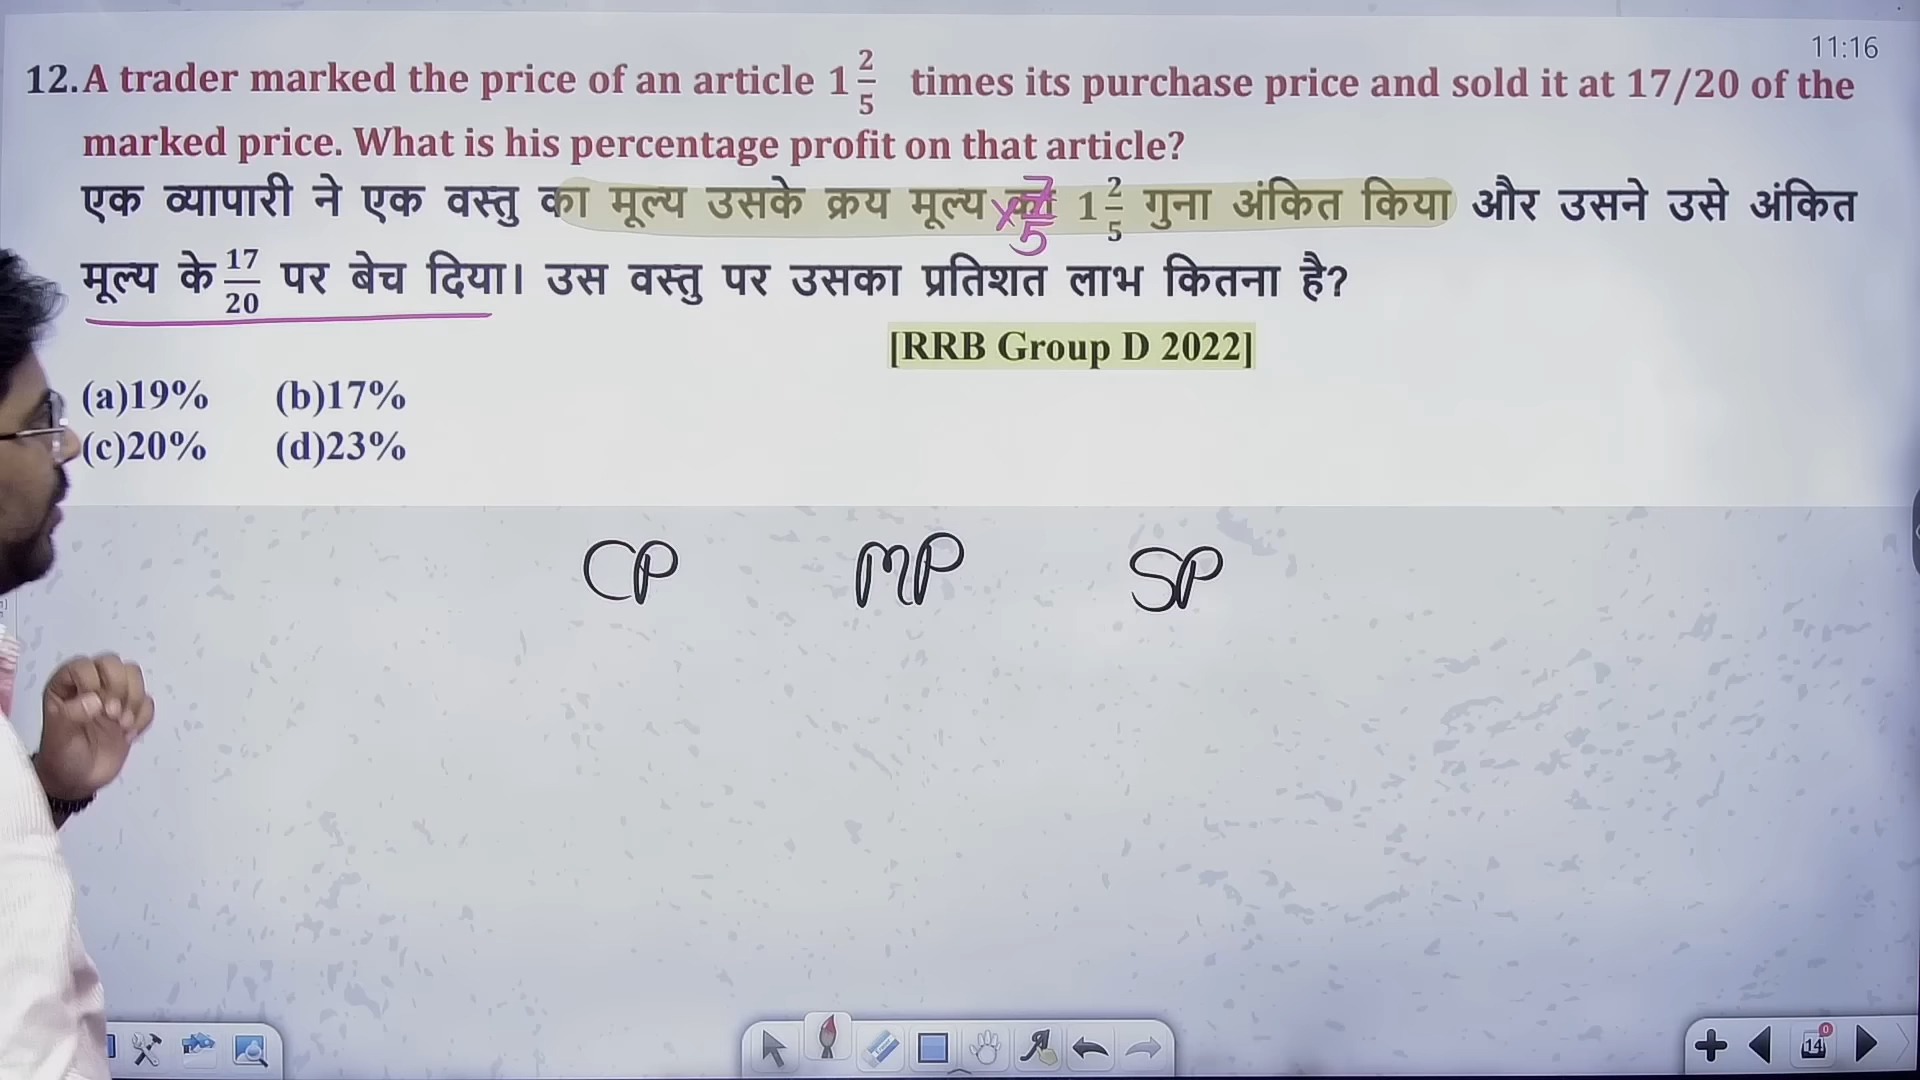 11:16
12. A trader marked the price of an article 1 2/5 times its purchase price and sold it at 17/20 of the
marked price. What is his percentage profit on that article?
एक व्यापारी ने एक वस्तु का मूल्य उसके क्रय मूल्य का 1 2/5 गुना अंकित किया और उसने उसे अंकित
×7/5
मूल्य के 17/20 पर बेच दिया। उस वस्तु पर उसका प्रतिशत लाभ कितना है?
[RRB Group D 2022]
(a)19% (b)17%
(c)20% (d)23%
CP MP SP
14
0